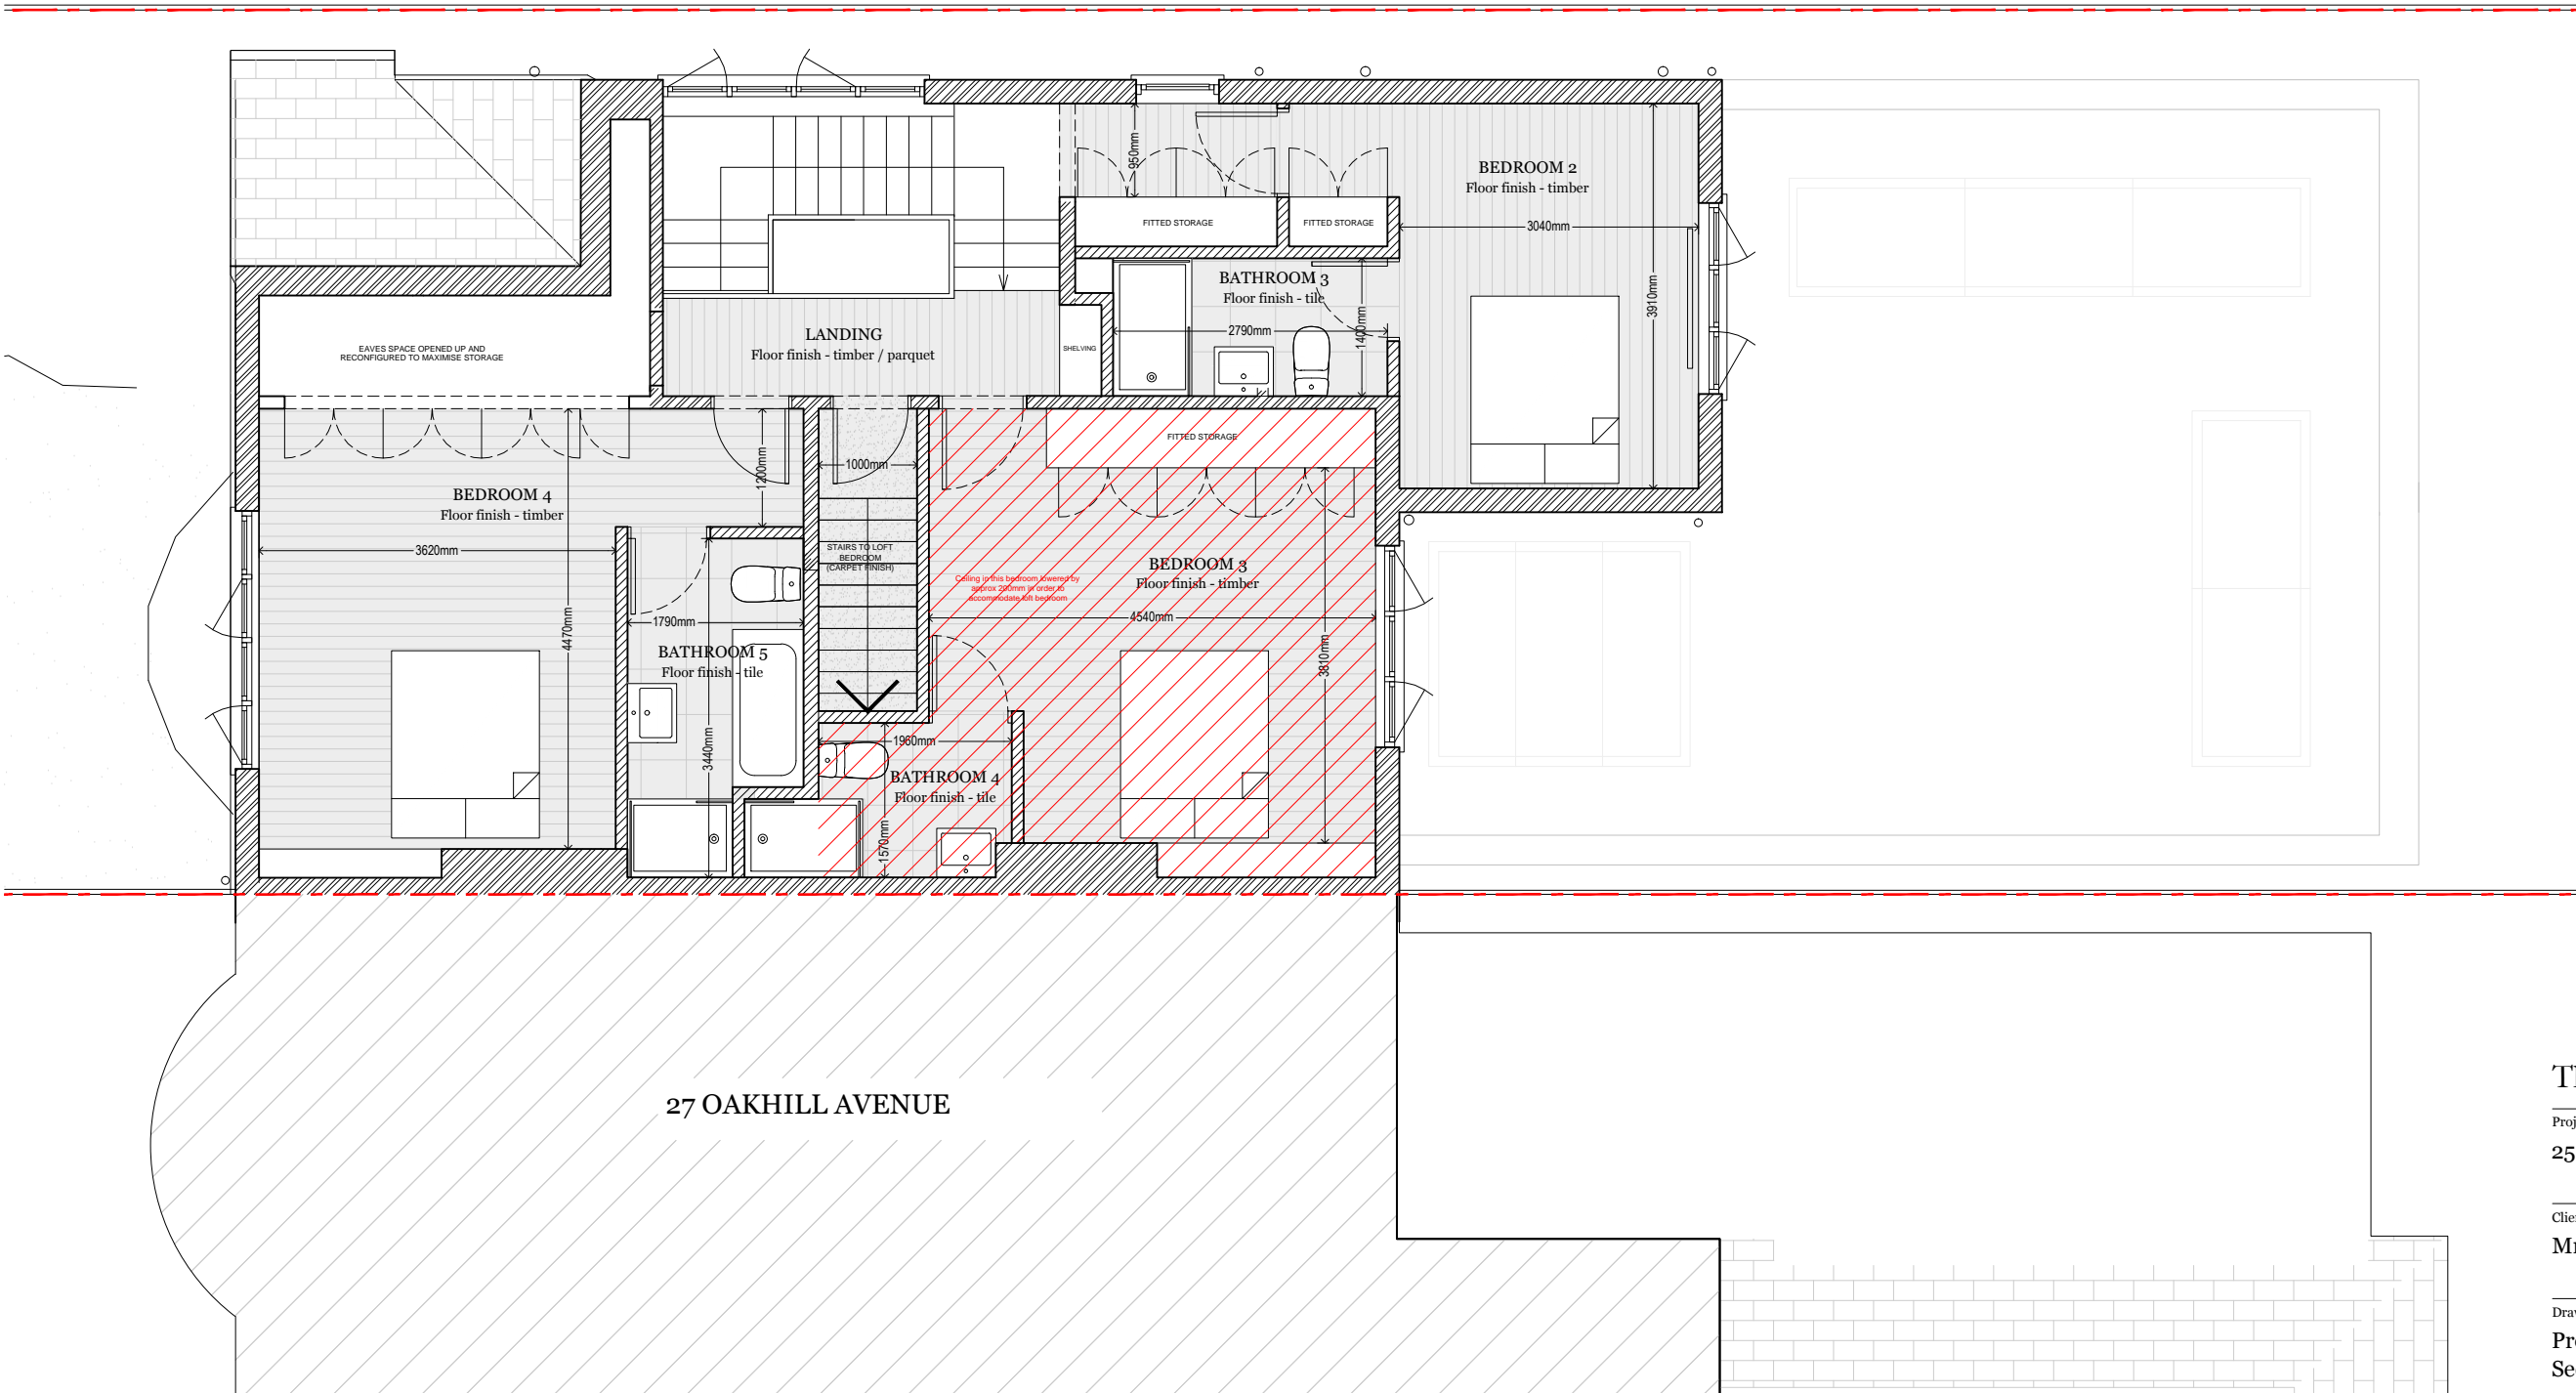 950mm
BEDROOM 2
Floor finish - timber
FITTED STORAGE
FITTED STORAGE
3040mm
BATHROOM 3
Floor finish - tile
3910mm
2790mm
1400mm
LANDING
Floor finish - timber / parquet
SHELVING
EAVES SPACE OPENED UP AND
RECONFIGURED TO MAXIMISE STORAGE
FITTED STORAGE
1200mm
1000mm
BEDROOM 4
Floor finish - timber
3620mm
STAIRS TO LOFT
BEDROOM
(CARPET FINISH)
BEDROOM 3
Floor finish - timber
Ceiling in this bedroom lowered by
approx 200mm in order to
accommodate loft bedroom
4540mm
4470mm
1790mm
3810mm
BATHROOM 5
Floor finish - tile
3440mm
1960mm
BATHROOM 4
Floor finish - tile
1570mm
27 OAKHILL AVENUE
25